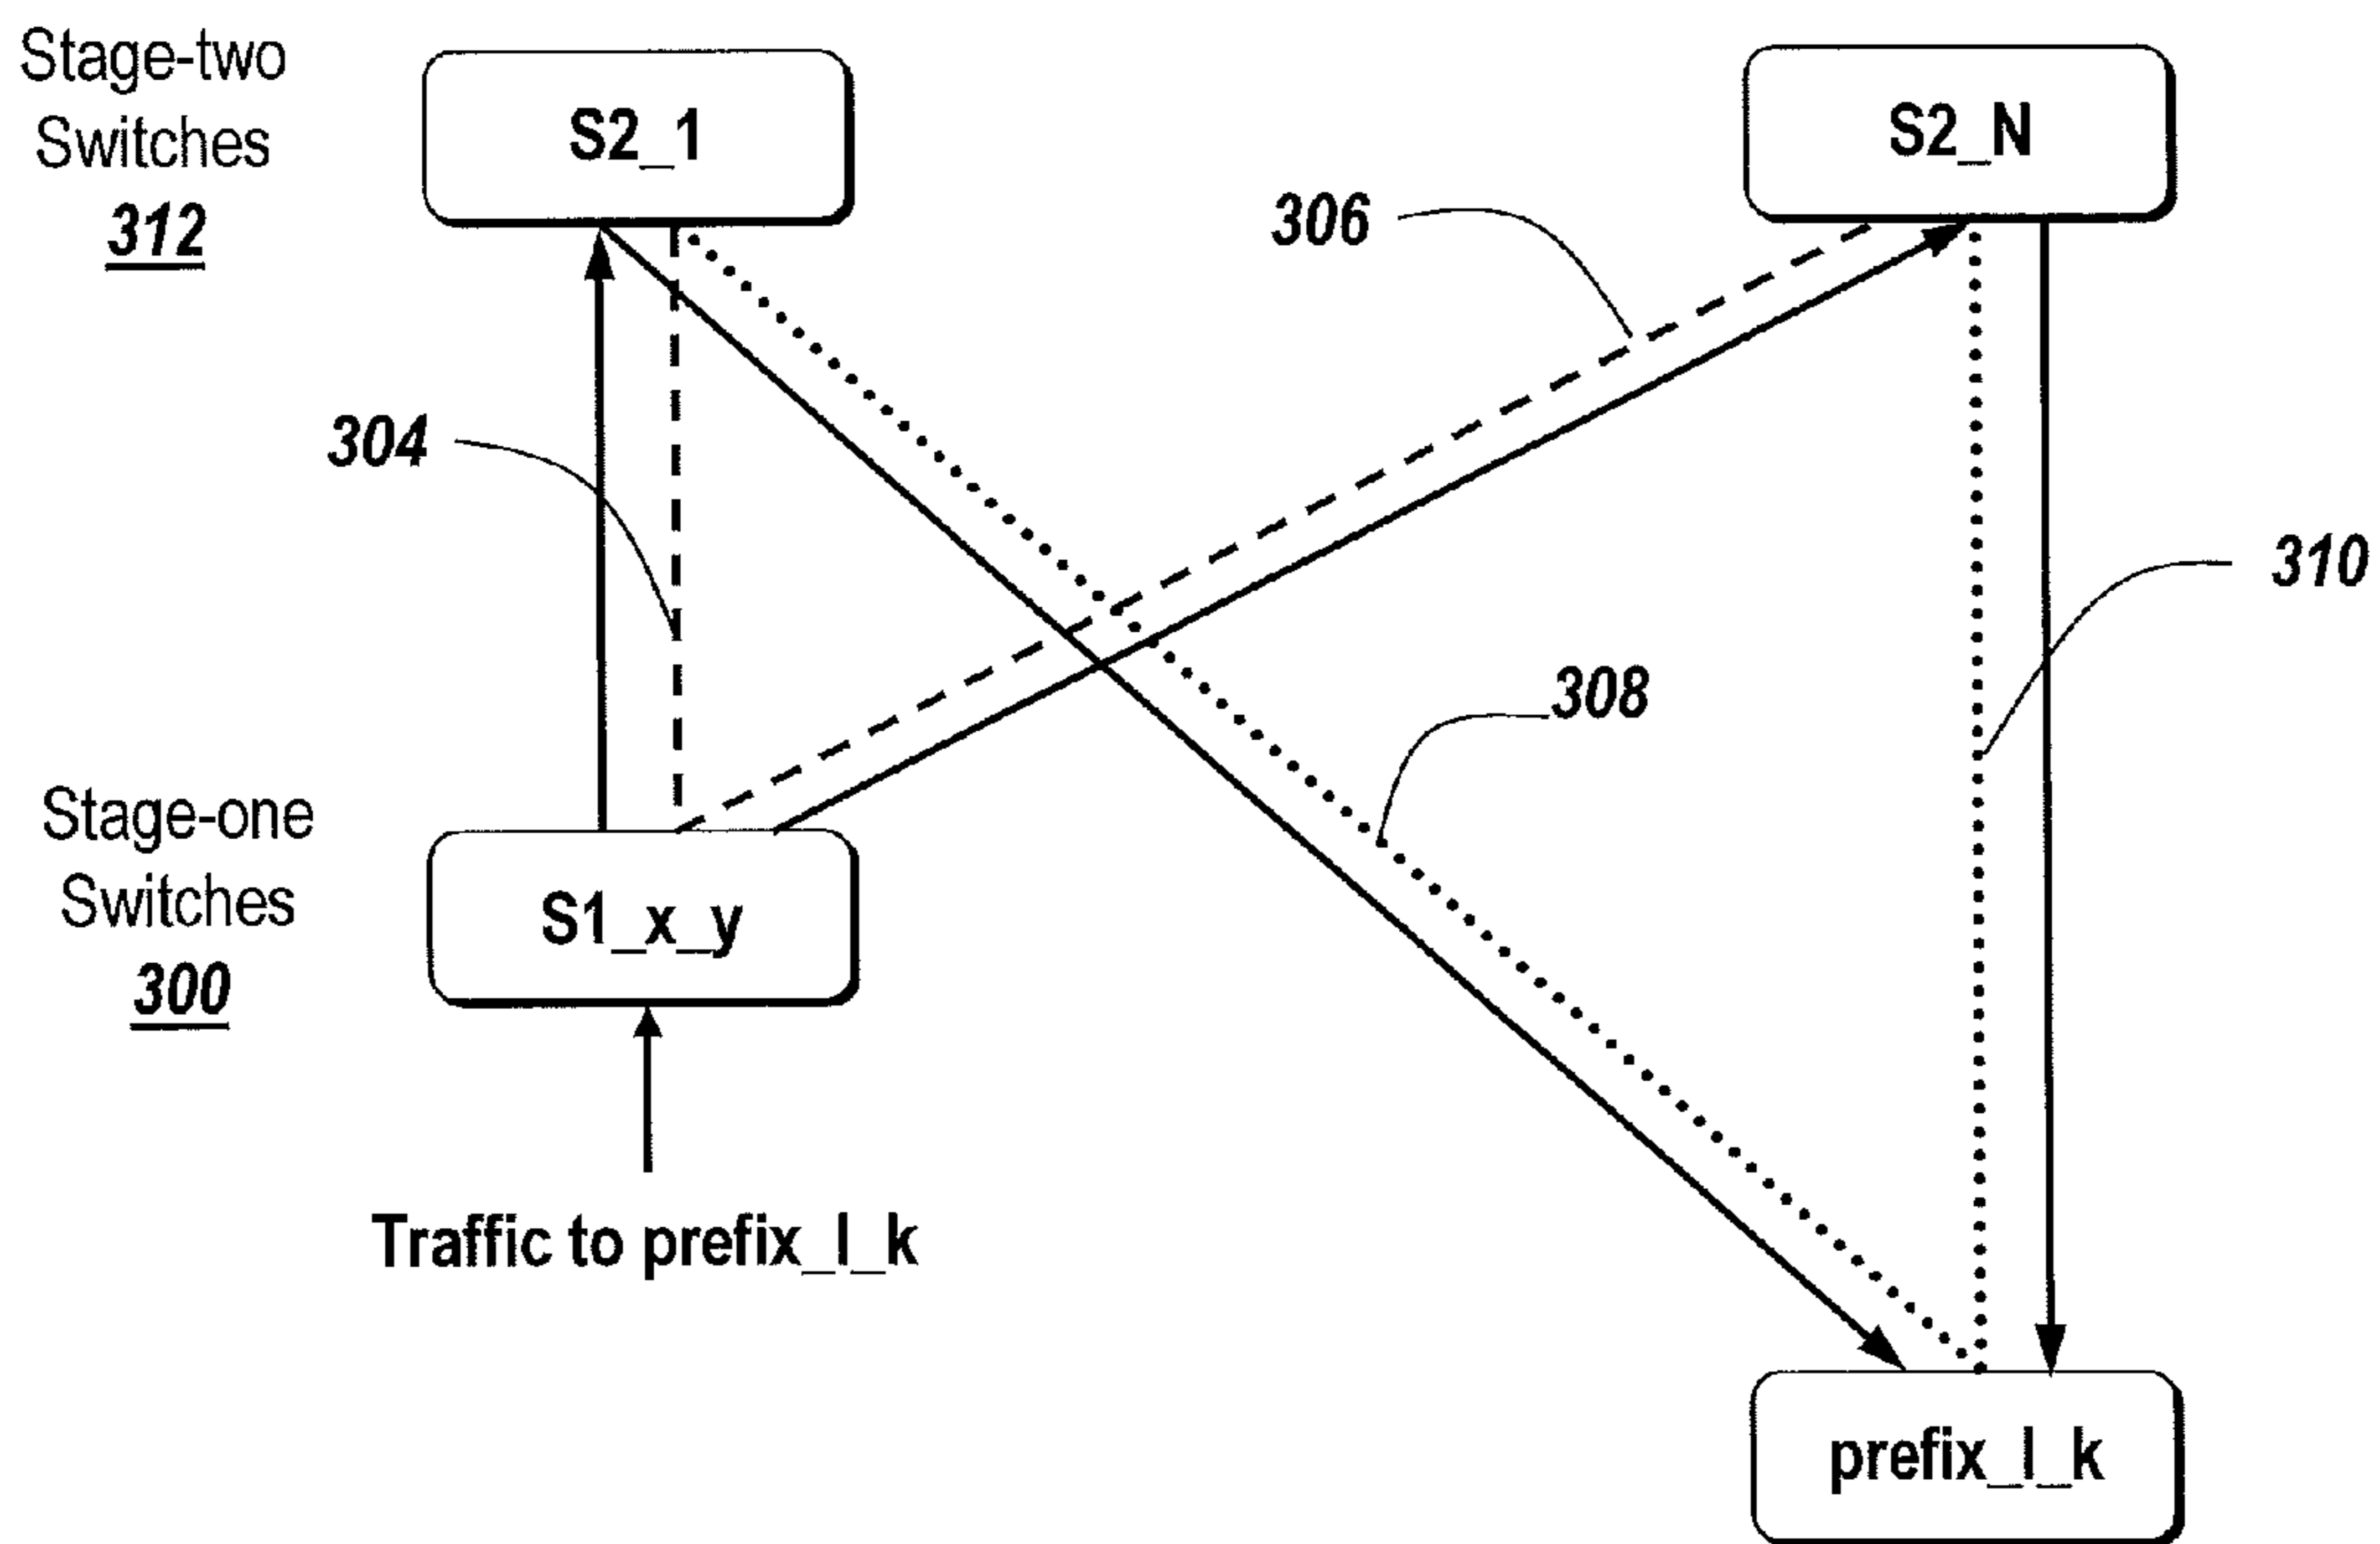 Stage-two
Switches
312
S2_1
S2_N
306
304
310
308
Stage-one
Switches
300
S1_x_y
Traffic to prefix_l_k
prefix_l_k